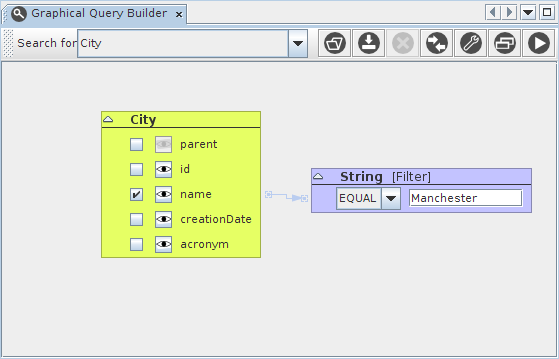 Graphical Query Builder
Search for City
City
parent
id
name
creationDate
acronym
String [Filter]
EQUAL Manchester